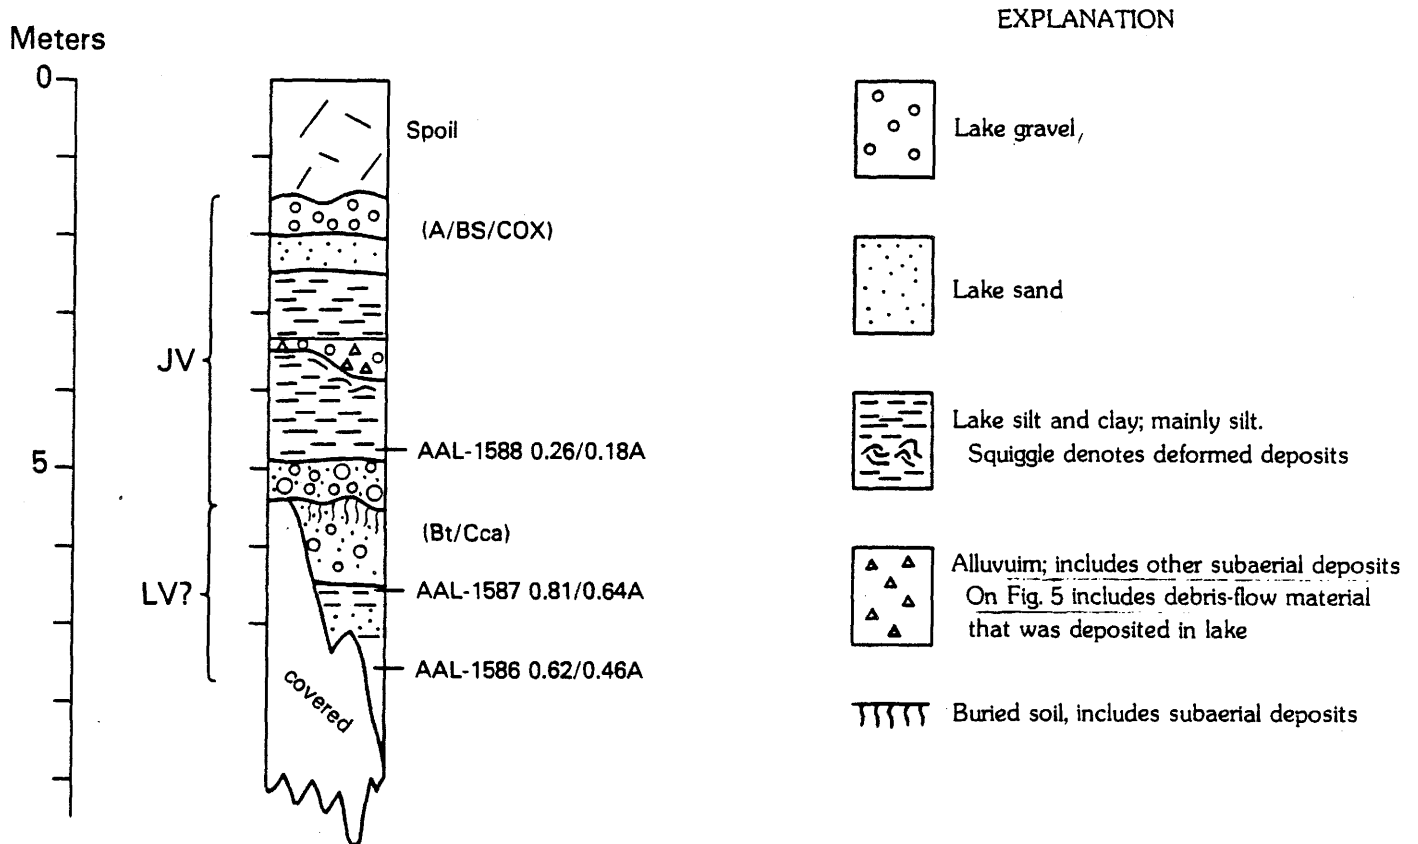 EXPLANATION
Meters
0
Spoil
Lake gravel,
(A/BS/COX)
Lake sand
JV
Lake silt and clay; mainly silt.
Squiggle denotes deformed deposits
5
AAL-1588 0.26/0.18A
(Bt/Cca)
Alluvuim; includes other subaerial deposits
On Fig. 5 includes debris-flow material
that was deposited in lake
LV?
AAL-1587 0.81/0.64A
AAL-1586 0.62/0.46A
covered
Buried soil, includes subaerial deposits